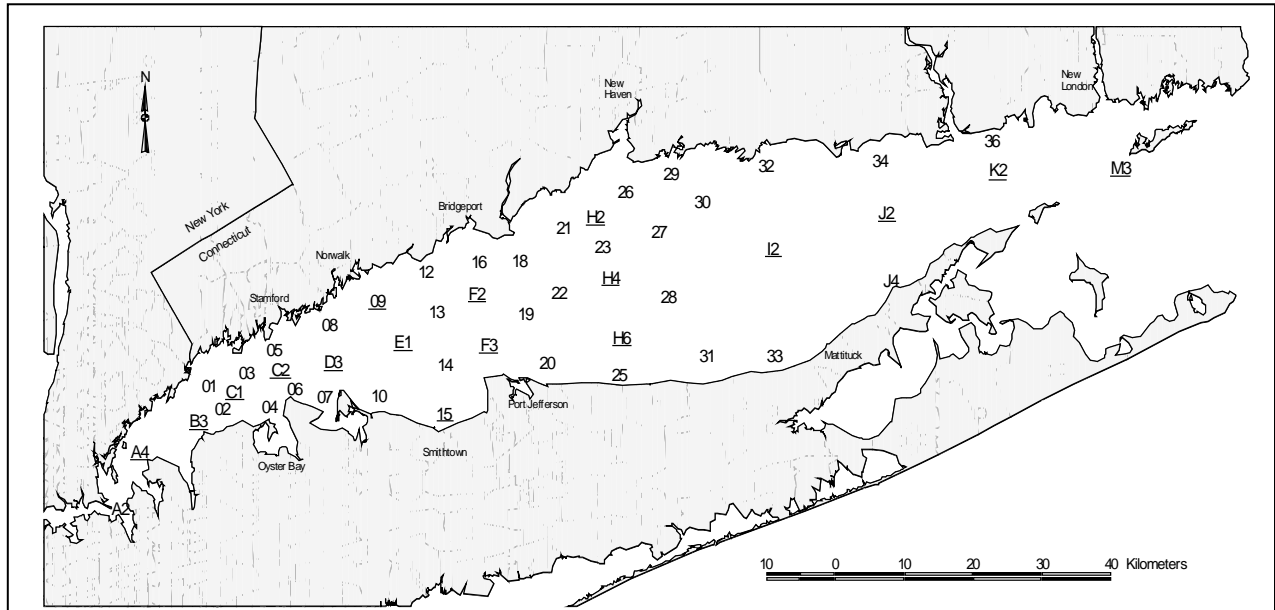 N
New
Haven
New
London
36
K2
M3
29
32
34
26
30
New York
Connecticut
Bridgeport
H2
J2
21
27
23
I2
Norwalk
12
16
18
H4
J4
Stamford
09
F2
22
28
13
19
08
05
E1
F3
H6
03
C2
D3
14
20
31
33
Mattituck
01
C1
06
07
10
25
02
04
15
Port Jefferson
B3
A4
Oyster Bay
Smithtown
A2
10 0 10 20 30 40 Kilometers